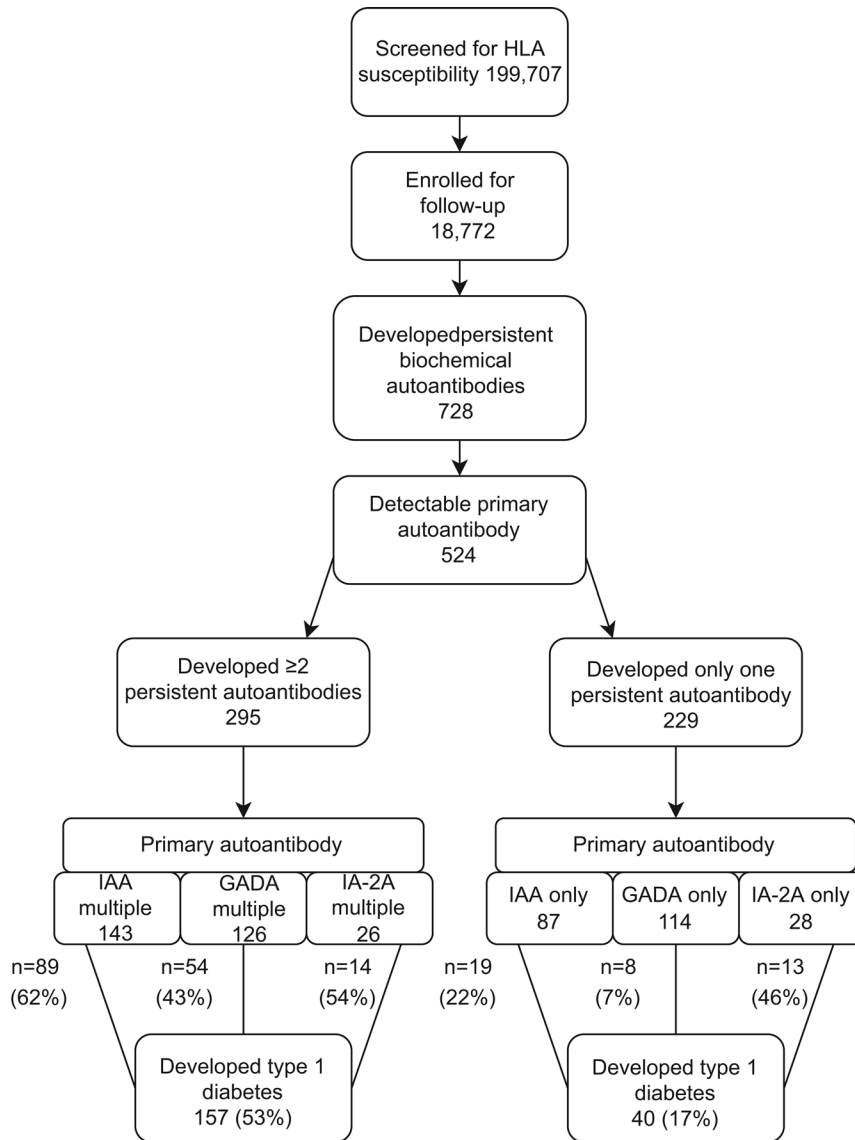 Screened for HLA
susceptibility 199,707
Enrolled for
follow-up
18,772
Developedpersistent
biochemical
autoantibodies
728
Detectable primary
autoantibody
524
Developed ≥2
persistent autoantibodies
295
Developed only one
persistent autoantibody
229
Primary autoantibody
IAA
multiple
143
GADA
multiple
126
IA-2A
multiple
26
n=89
(62%)
n=54
(43%)
n=14
(54%)
Developed type 1
diabetes
157 (53%)
Primary autoantibody
IAA only
87
GADA only
114
IA-2A only
28
n=19
(22%)
n=8
(7%)
n=13
(46%)
Developed type 1
diabetes
40 (17%)